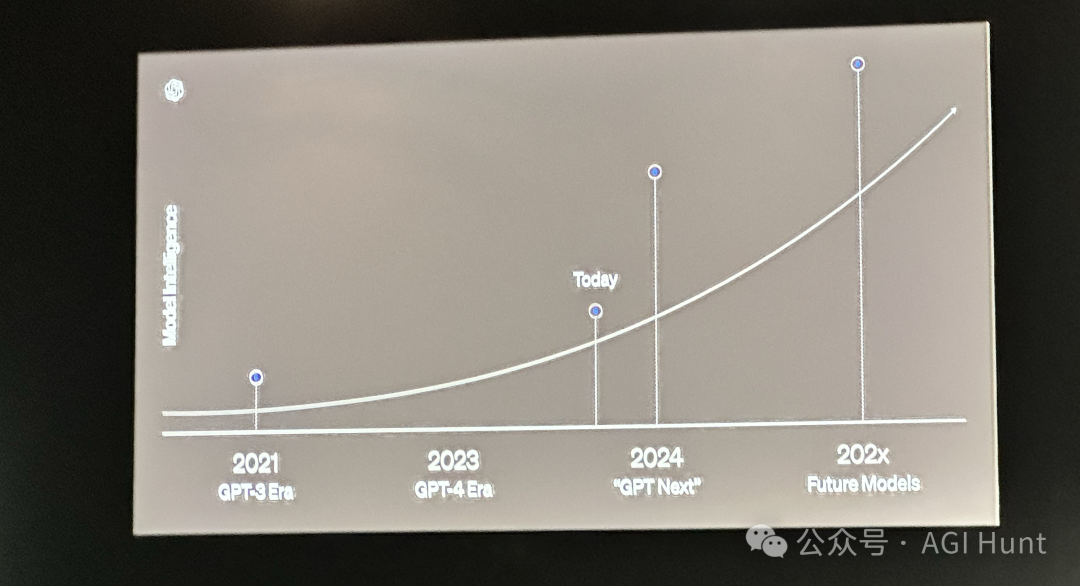 Model Intelligence
Today
2021
GPT-3 Era
2023
GPT-4 Era
2024
“GPT Next”
202x
Future Models
公众号 · AGI Hunt